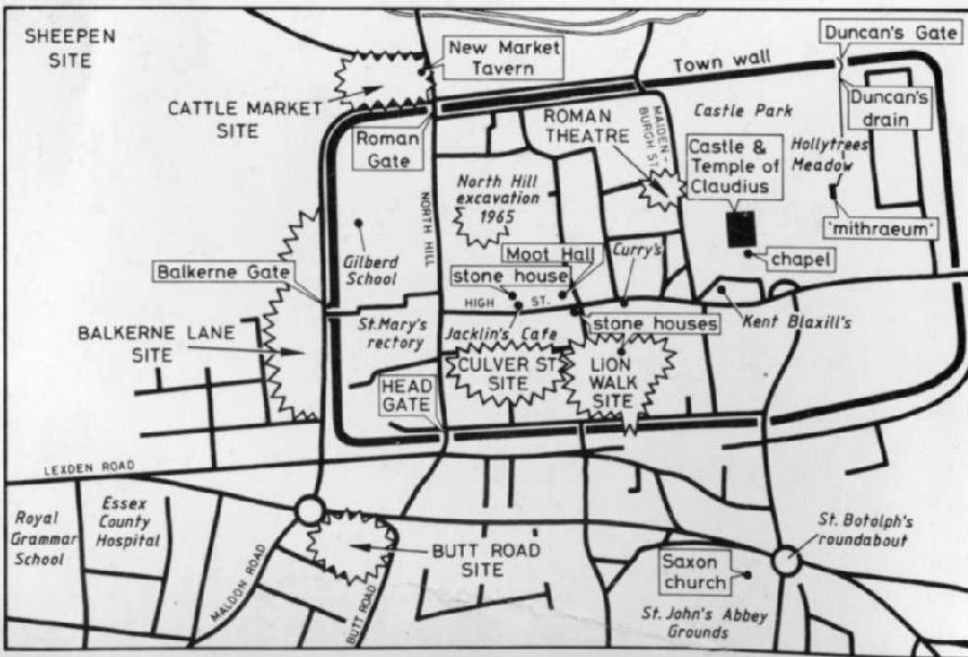 SHEEPEN
SITE
New Market
Tavern
CATTLE MARKET
SITE
Roman
Gate
Town wall
Duncan's Gate
Duncan's
drain
ROMAN
THEATRE
MAIDEN-
BURGH ST.
Castle Park
Castle &
Temple of
Claudius
Hollytrees
Meadow
'mithraeum'
chapel
North Hill
excavation
1965
NORTH HILL
Gilberd
School
Balkerne Gate
Moot Hall
stone house
Curry's
HIGH ST.
stone houses
Kent Blaxill's
St.Mary's
rectory
Jacklin's Cafe
BALKERNE LANE
SITE
CULVER ST.
SITE
LION
WALK
SITE
HEAD
GATE
LEXDEN ROAD
Royal
Grammar
School
Essex
County
Hospital
MALDON ROAD
BUTT ROAD
BUTT ROAD
SITE
St. Botolph's
roundabout
Saxon
church
St. John's Abbey
Grounds